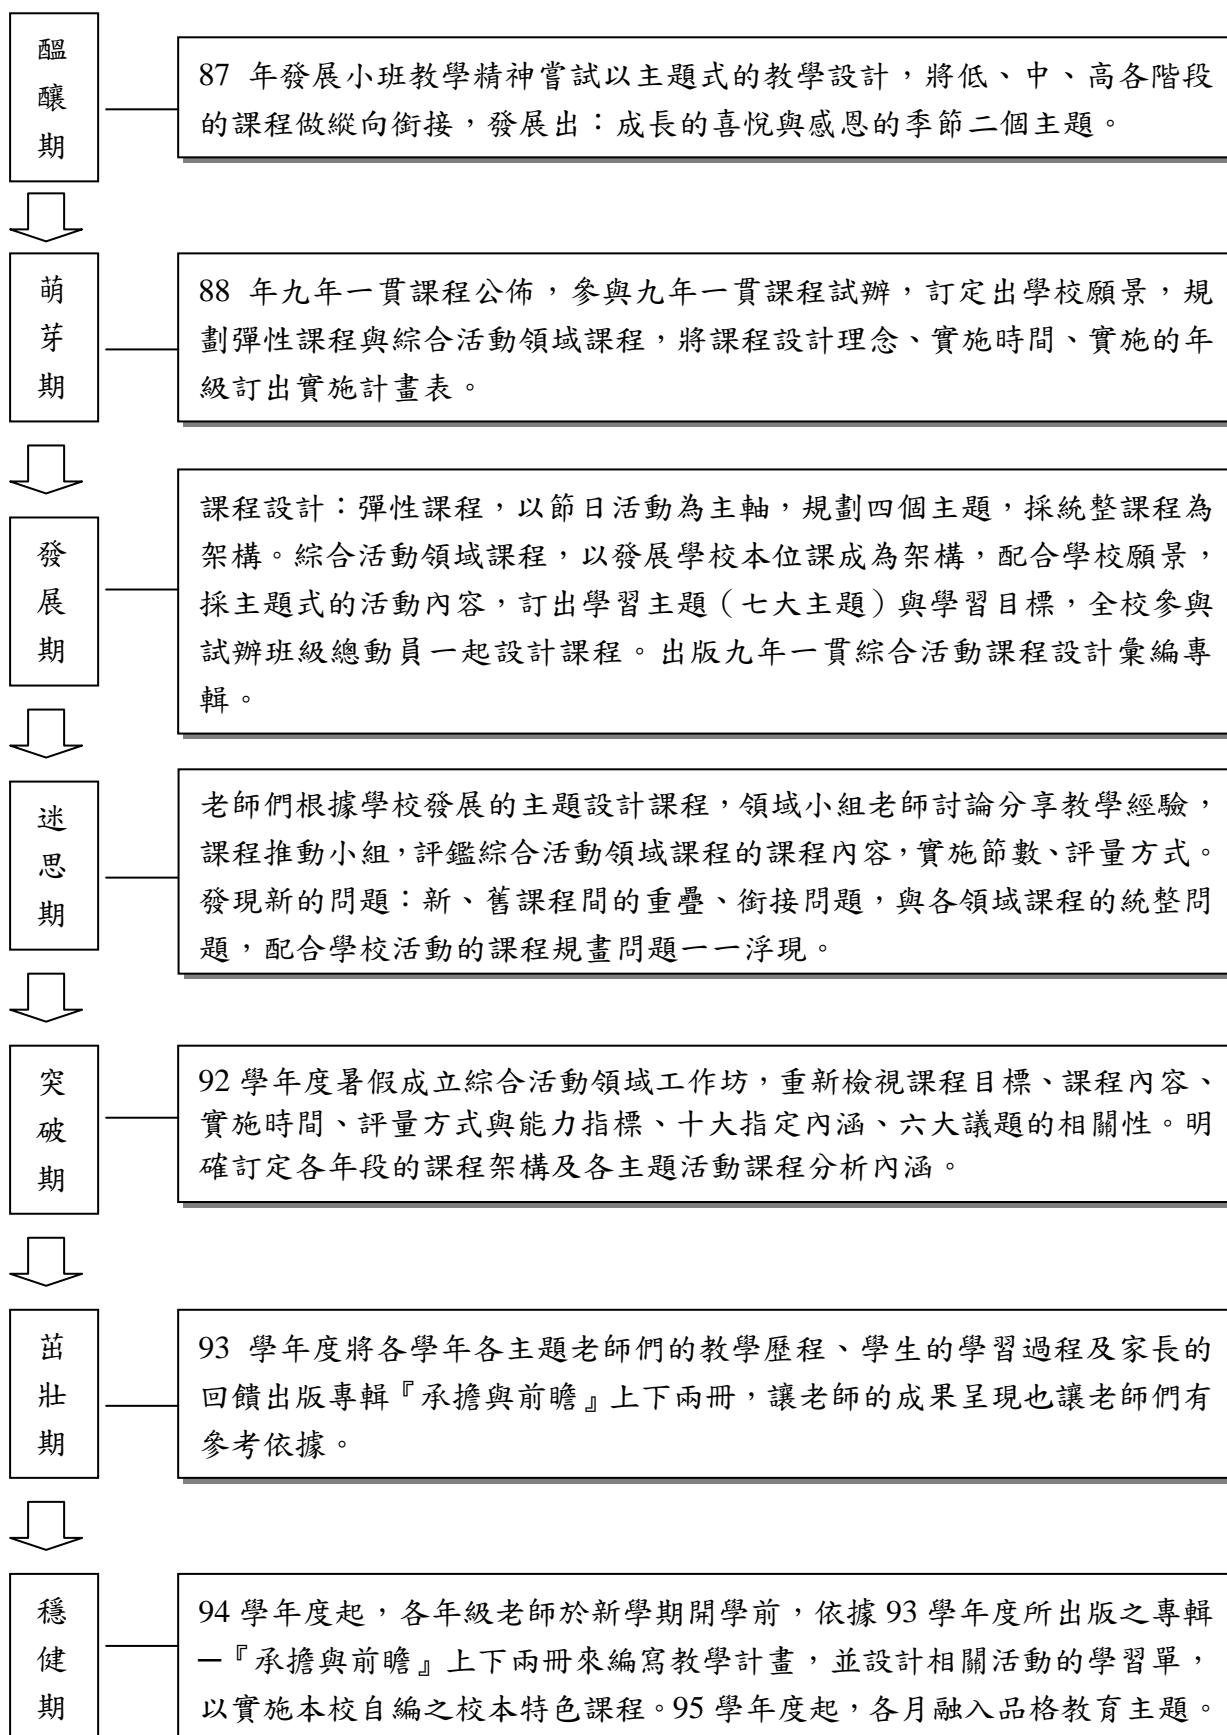 醞釀期
87 年發展小班教學精神嘗試以主題式的教學設計，將低、中、高各階段
的課程做縱向銜接，發展出：成長的喜悅與感恩的季節二個主題。
萌芽期
88 年九年一貫課程公佈，參與九年一貫課程試辦，訂定出學校願景，規
劃彈性課程與綜合活動領域課程，將課程設計理念、實施時間、實施的年
級訂出實施計畫表。
發展期
課程設計：彈性課程，以節日活動為主軸，規劃四個主題，採統整課程為
架構。綜合活動領域課程，以發展學校本位課成為架構，配合學校願景，
採主題式的活動內容，訂出學習主題（七大主題）與學習目標，全校參與
試辦班級總動員一起設計課程。出版九年一貫綜合活動課程設計彙編專
輯。
迷思期
老師們根據學校發展的主題設計課程，領域小組老師討論分享教學經驗，
課程推動小組，評鑑綜合活動領域課程的課程內容，實施節數、評量方式。
發現新的問題：新、舊課程間的重疊、銜接問題，與各領域課程的統整問
題，配合學校活動的課程規畫問題一一浮現。
突破期
92 學年度暑假成立綜合活動領域工作坊，重新檢視課程目標、課程內容、
實施時間、評量方式與能力指標、十大指定內涵、六大議題的相關性。明
確訂定各年段的課程架構及各主題活動課程分析內涵。
茁壯期
93 學年度將各學年各主題老師們的教學歷程、學生的學習過程及家長的
回饋出版專輯『承擔與前瞻』上下兩冊，讓老師的成果呈現也讓老師們有
參考依據。
穩健期
94 學年度起，各年級老師於新學期開學前，依據 93 學年度所出版之專輯
－『承擔與前瞻』上下兩冊來編寫教學計畫，並設計相關活動的學習單，
以實施本校自編之校本特色課程。95 學年度起，各月融入品格教育主題。